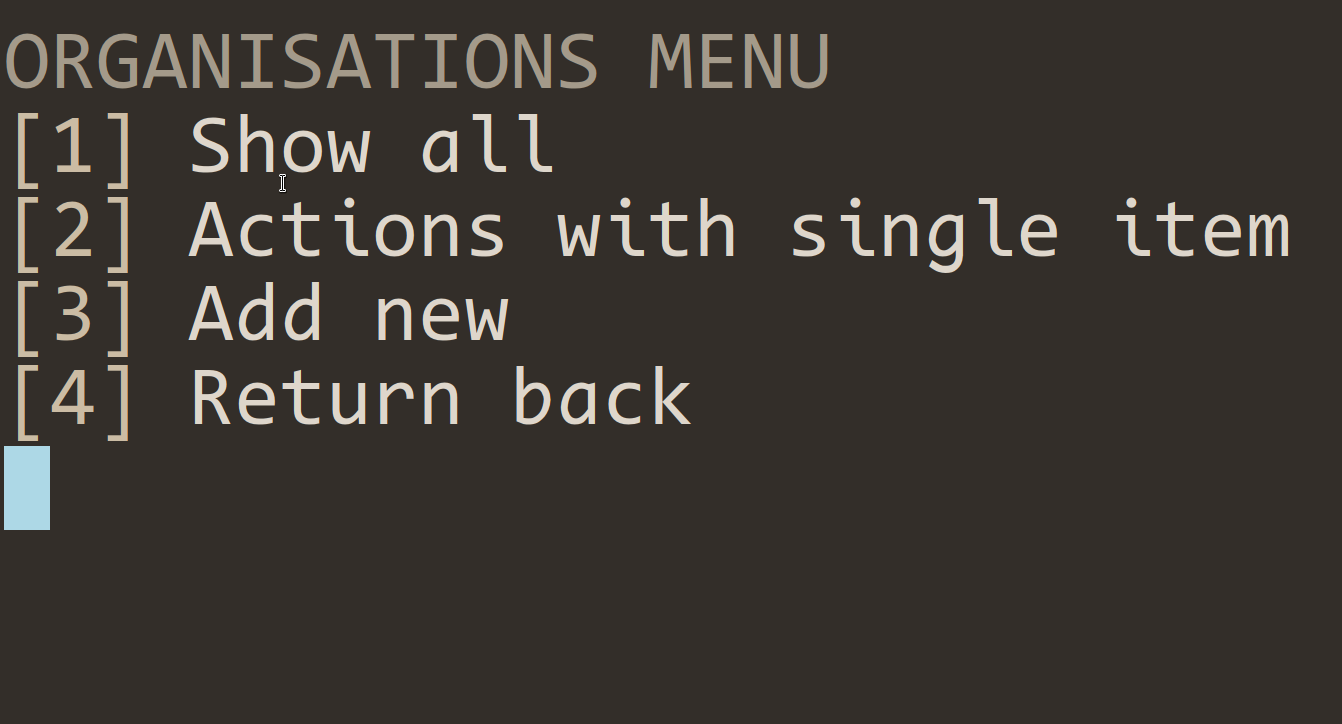 ORGANISATIONS MENU
[1] Show all
[2] Actions with single item
[3] Add new
[4] Return back